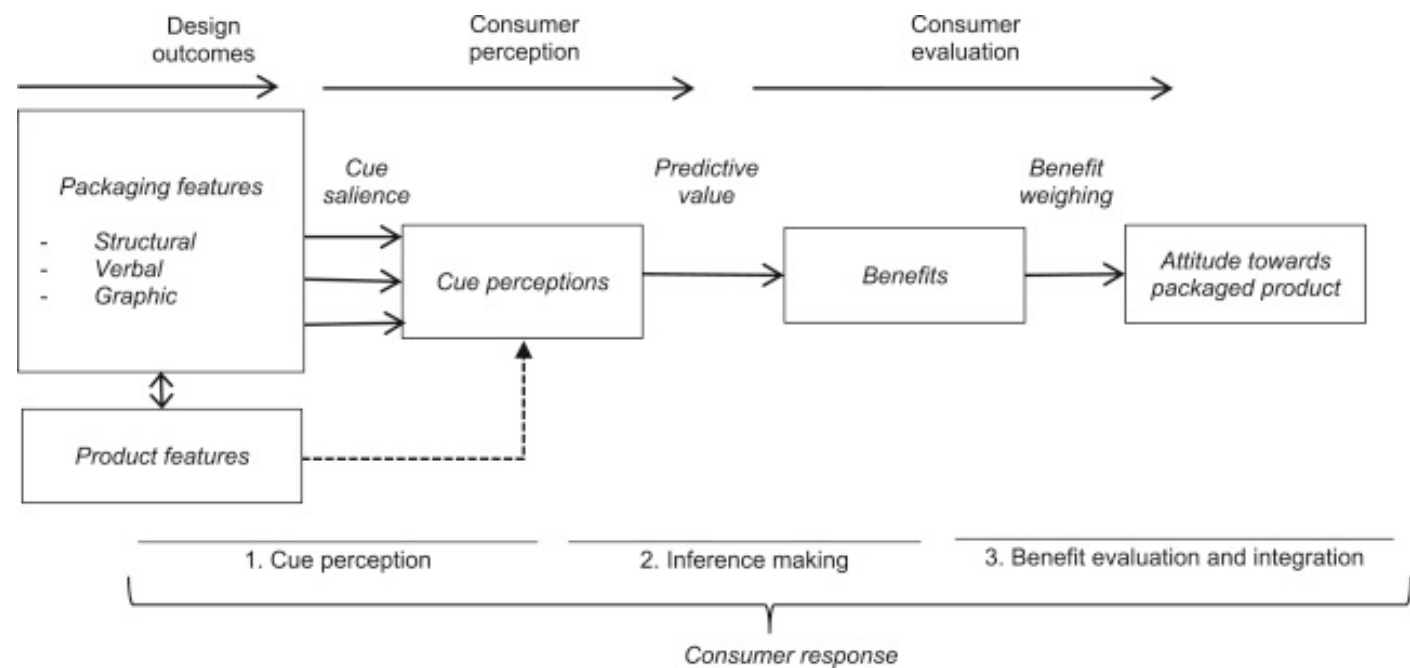 Design
outcomes
Consumer
perception
Consumer
evaluation
Packaging features
- Structural
- Verbal
- Graphic
Cue
salience
Cue perceptions
Predictive
value
Benefits
Benefit
weighing
Attitude towards
packaged product
Product features
1. Cue perception
2. Inference making
3. Benefit evaluation and integration
Consumer response